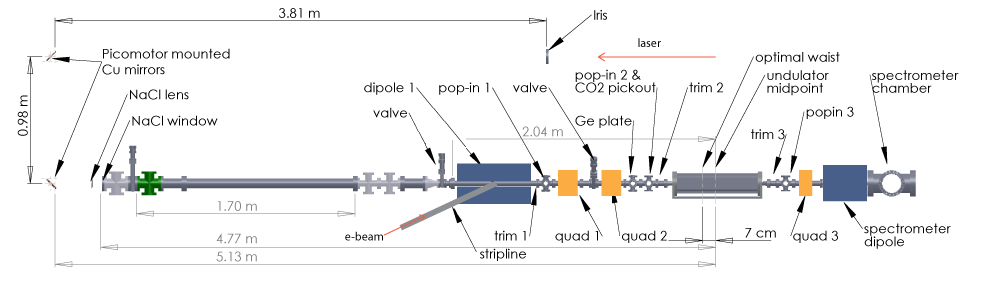 3.81 m
Iris
laser
Picomotor mounted
Cu mirrors
optimal waist
undulator
midpoint
pop-in 2 &
CO2 pickout
spectrometer
chamber
NaCl lens
dipole 1
pop-in 1
valve
trim 2
0.98 m
valve
NaCl window
Ge plate
popin 3
2.04 m
trim 3
1.70 m
e-beam
trim 1
quad 1
quad 2
7 cm
quad 3
spectrometer
dipole
4.77 m
stripline
5.13 m